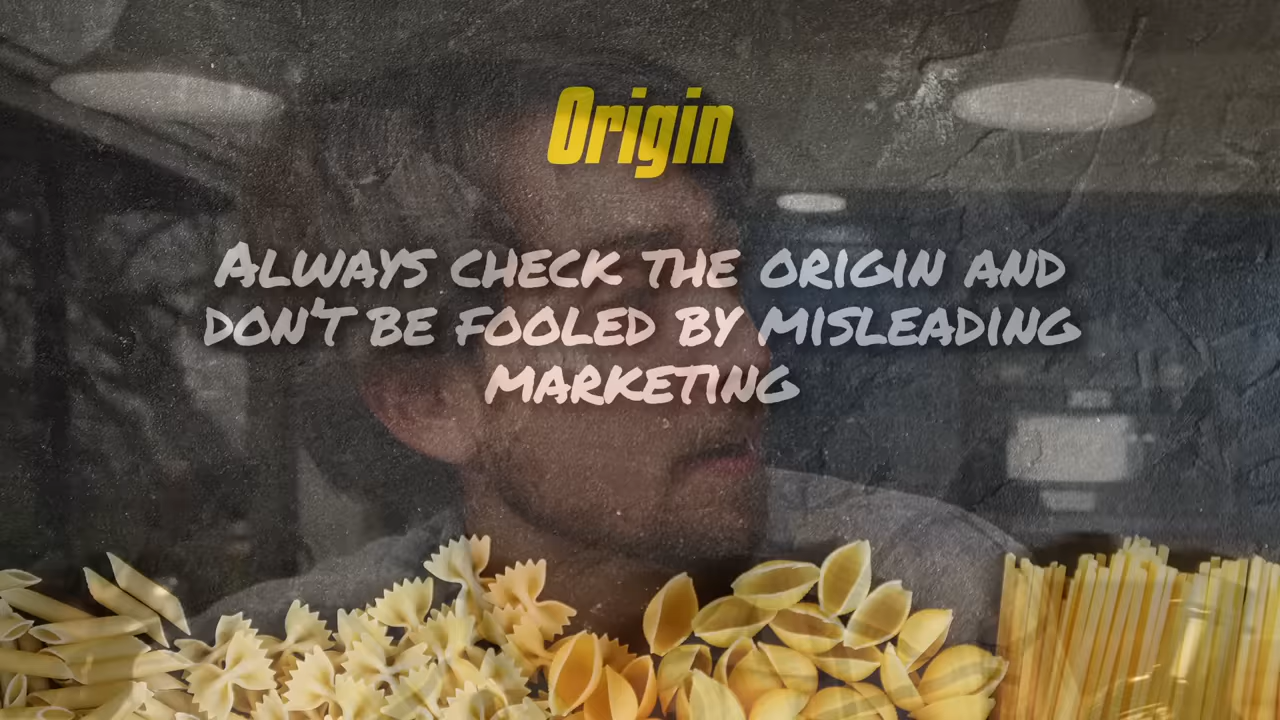 Origin
Always check the origin and
don't be fooled by misleading
marketing